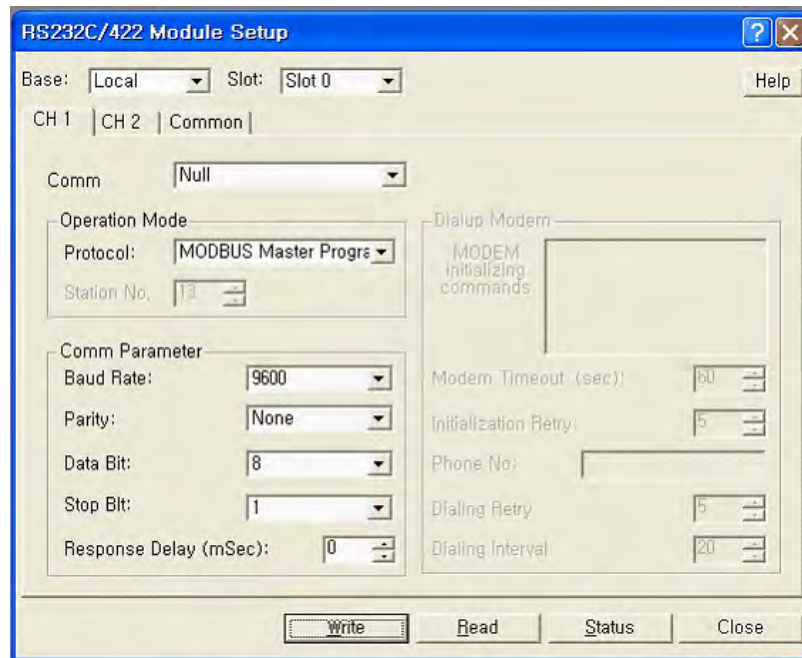 RS232C/422 Module Setup
Base: Local Slot: Slot 0 Help
CH 1 CH 2 Common
Comm Null
Operation Mode
Protocol: MODBUS Master Progra
Station No, 13
Comm Parameter
Baud Rate: 9600
Parity: None
Data Bit: 8
Stop BIt: 1
Response Delay (mSec): 0
Dialup Modem
MODEM
initializing
commands
Modem Timeout (sec): 60
Initialization Retry: 5
Phone No:
Dialing Retry 5
Dialing Interval 20
Write Read Status Close